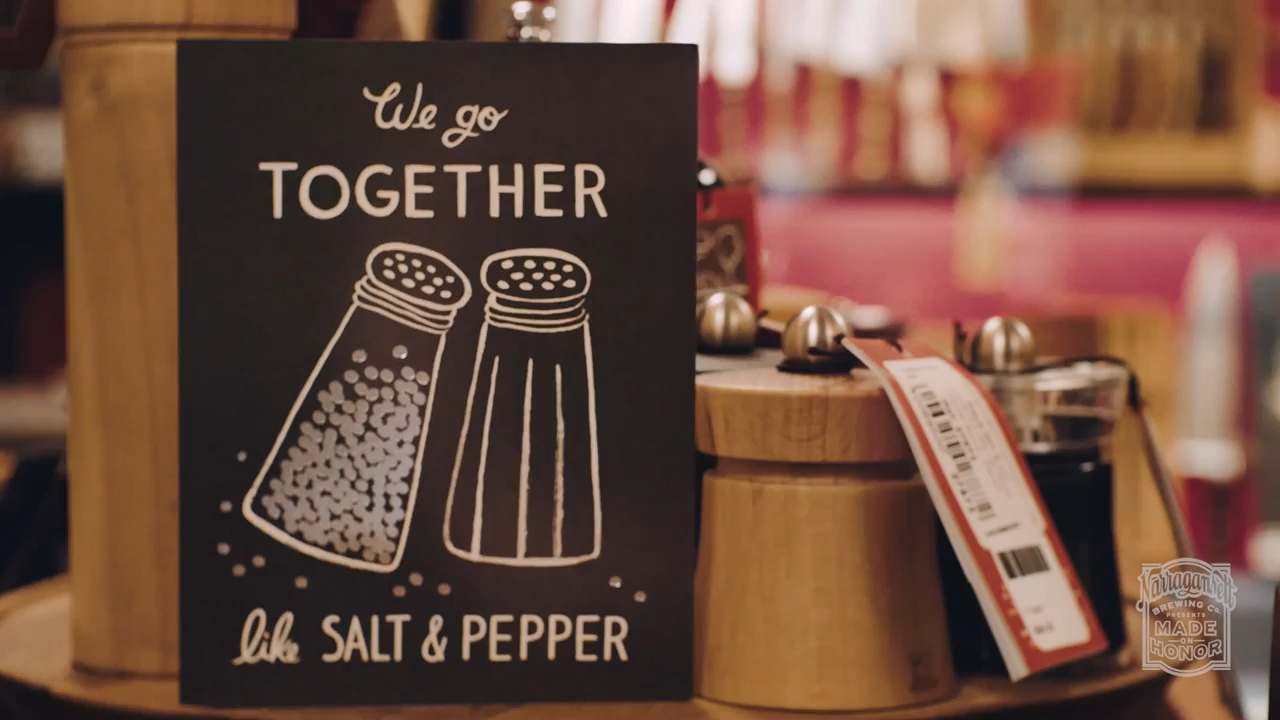 We go
TOGETHER
like SALT & PEPPER
Narragansett
BREWING CO.
PRESENTS
MADE
ON
HONOR